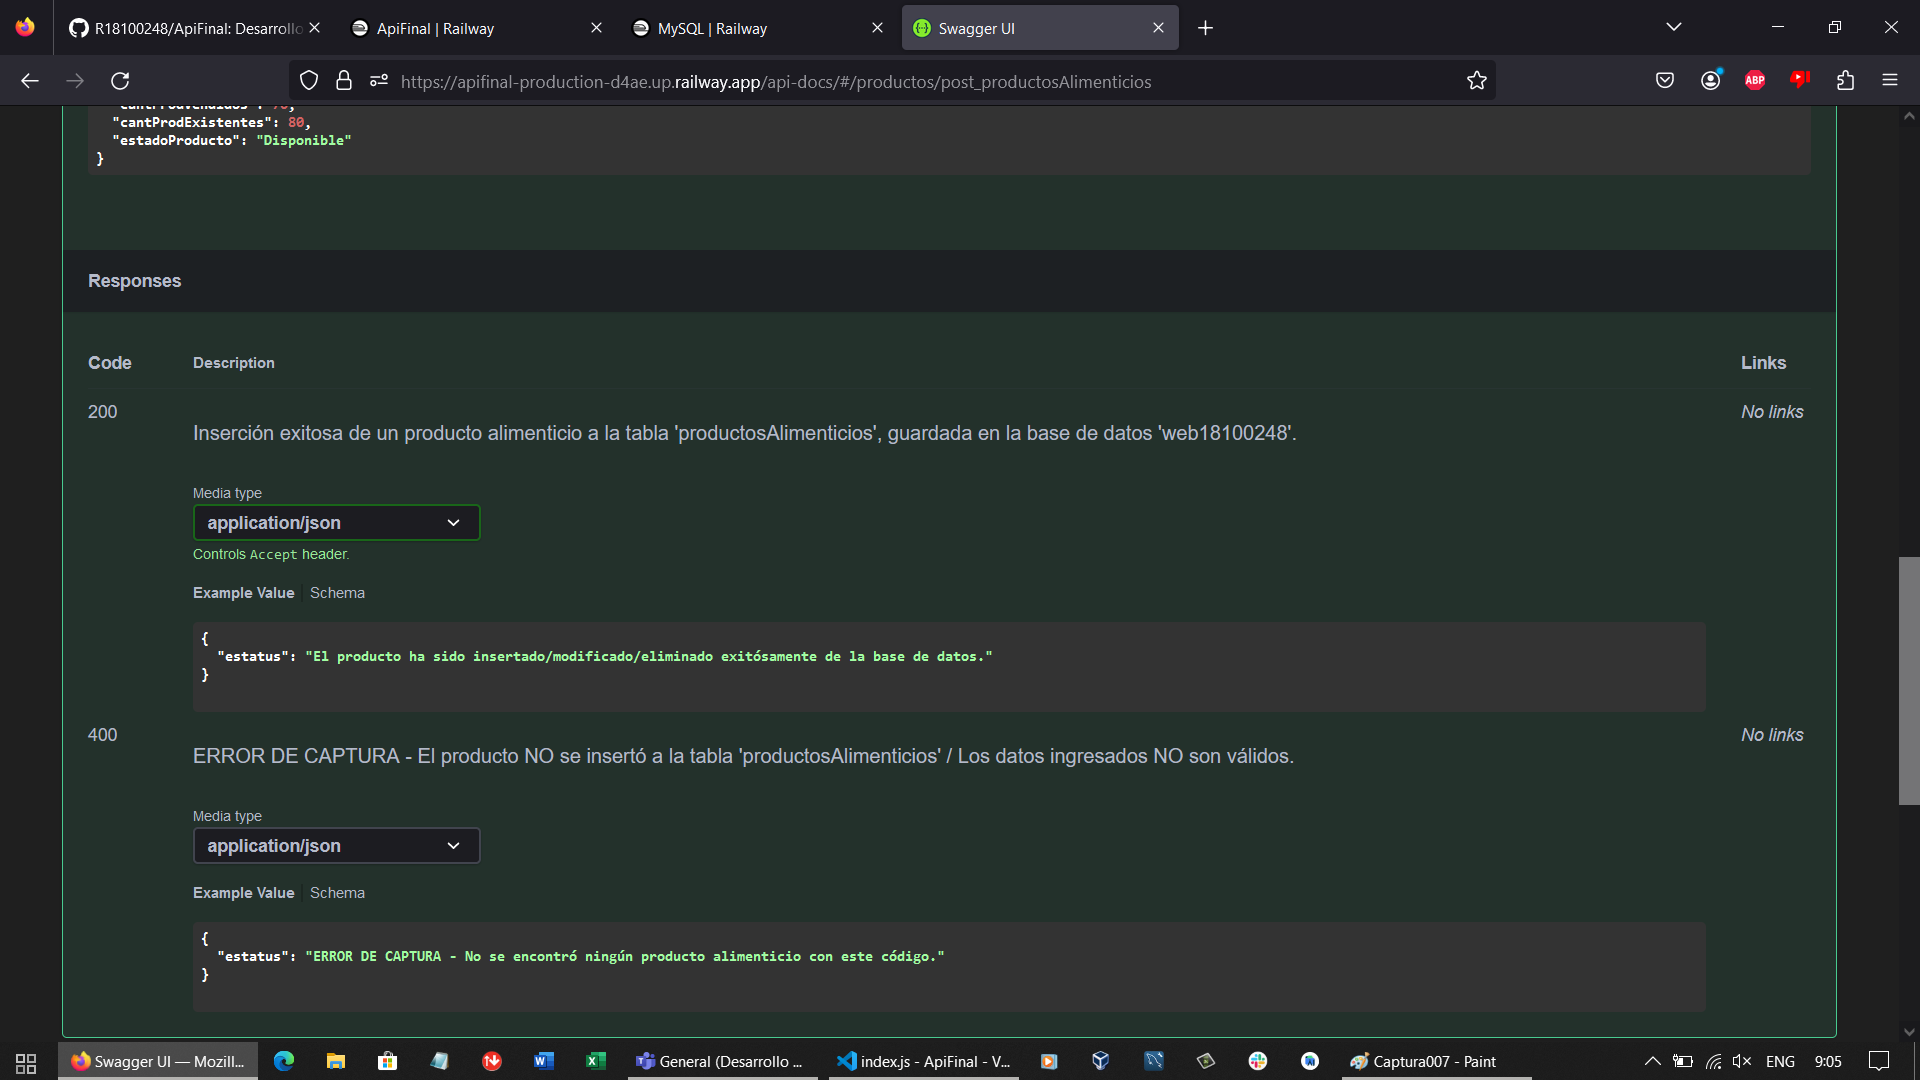 R18100248/ApiFinal: Desarrollo
ApiFinal | Railway
MySQL | Railway
Swagger UI
https://apifinal-production-d4ae.up.railway.app/api-docs/#/productos/post_productosAlimenticios
ABP
"cantProdVendidos": 70,
"cantProdExistentes": 80,
"estadoProducto": "Disponible"
}
Responses
Code
Description
Links
200
No links
Inserción exitosa de un producto alimenticio a la tabla 'productosAlimenticios', guardada en la base de datos 'web18100248'.
Media type
application/json
Controls Accept header.
Example Value
Schema
{
"estatus": "El producto ha sido insertado/modificado/eliminado exitósamente de la base de datos."
}
400
No links
ERROR DE CAPTURA - El producto NO se insertó a la tabla 'productosAlimenticios' / Los datos ingresados NO son válidos.
Media type
application/json
Example Value
Schema
{
"estatus": "ERROR DE CAPTURA - No se encontró ningún producto alimenticio con este código."
}
Swagger UI — Mozill...
General (Desarrollo ...
index.js - ApiFinal - V...
Captura007 - Paint
ENG
9:05